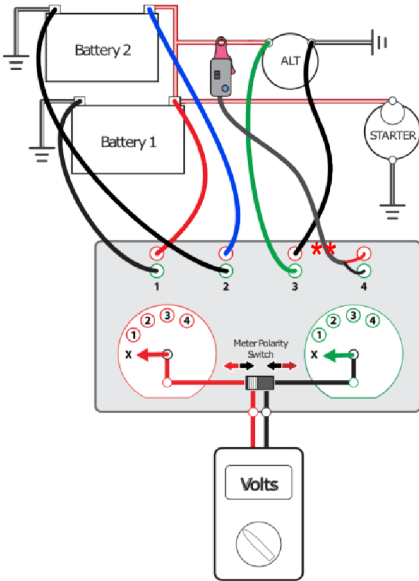 Battery 2
ALT
Battery 1
STARTER
**
1 2 3 4
1 2 3 4 X
Meter Polarity
Switch
1 2 3 4 X
Volts